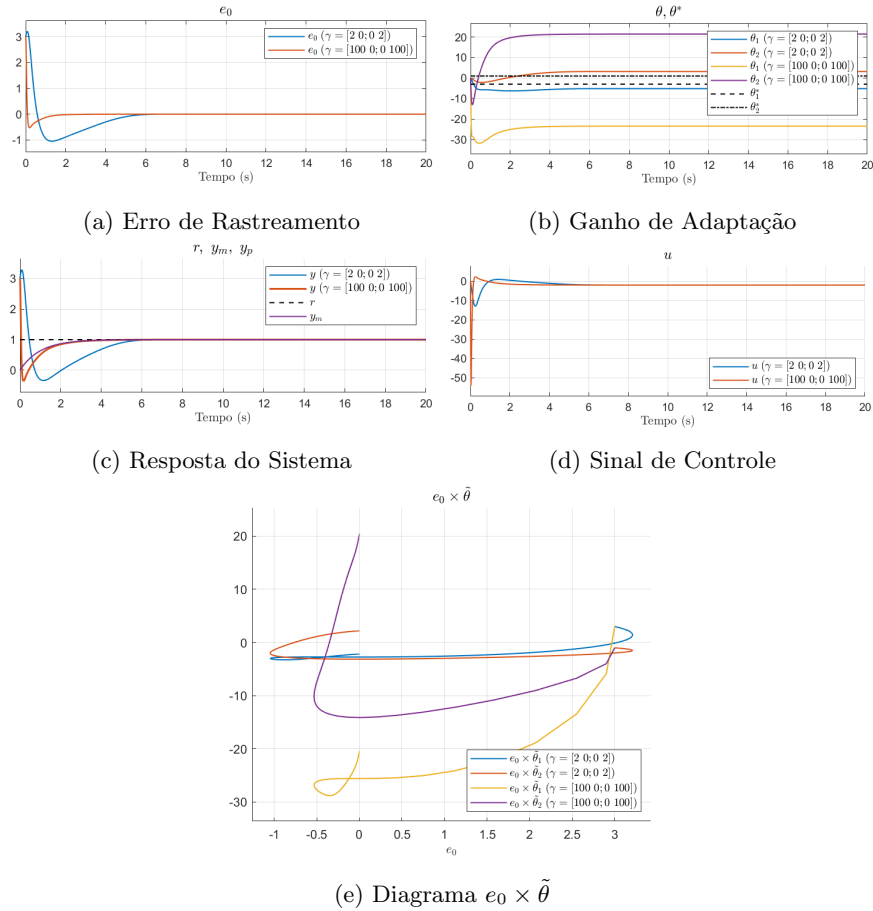 e₀
e₀ (γ = [2 0; 0 2])
e₀ (γ = [100 0; 0 100])
3
2
1
0
-1
0 2 4 6 8 10 12 14 16 18 20
Tempo (s)
(a) Erro de Rastreamento
θ, θ*
θ₁ (γ = [2 0; 0 2])
θ₂ (γ = [2 0; 0 2])
θ₁ (γ = [100 0; 0 100])
θ₂ (γ = [100 0; 0 100])
θ₁*
θ₂*
20
10
0
-10
-20
-30
0 2 4 6 8 10 12 14 16 18 20
Tempo (s)
(b) Ganho de Adaptação
r, yₘ, yₚ
y (γ = [2 0; 0 2])
y (γ = [100 0; 0 100])
r
yₘ
3
2
1
0
0 2 4 6 8 10 12 14 16 18 20
Tempo (s)
(c) Resposta do Sistema
u
0
-10
-20
-30
-40
-50
u (γ = [2 0; 0 2])
u (γ = [100 0; 0 100])
0 2 4 6 8 10 12 14 16 18 20
Tempo (s)
(d) Sinal de Controle
e₀ × θ̃
20
10
0
-10
-20
-30
e₀ × θ̃₁ (γ = [2 0; 0 2])
e₀ × θ̃₂ (γ = [2 0; 0 2])
e₀ × θ̃₁ (γ = [100 0; 0 100])
e₀ × θ̃₂ (γ = [100 0; 0 100])
-1 -0.5 0 0.5 1 1.5 2 2.5 3
e₀
(e) Diagrama e₀ × θ̃